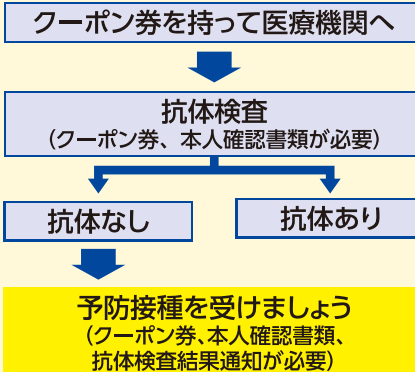 クーポン券を持って医療機関へ
抗体検査
(クーポン券、本人確認書類が必要)
抗体なし
抗体あり
予防接種を受けましょう
(クーポン券、本人確認書類、
抗体検査結果通知が必要)